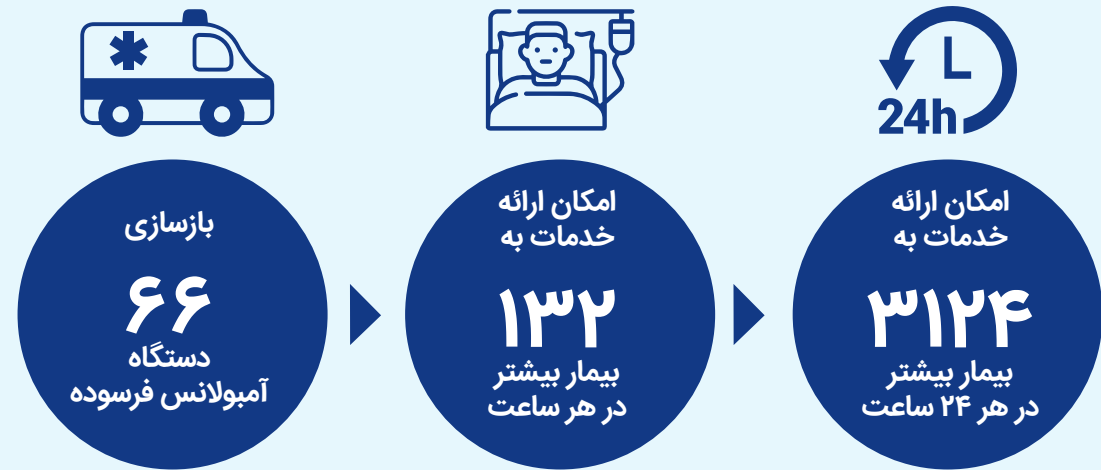 بازسازی
۶۶
دستگاه
آمبولانس فرسوده
امکان ارائه
خدمات به
۱۳۲
بیمار بیشتر
در هر ساعت
24h
امکان ارائه
خدمات به
۳۱۲۴
بیمار بیشتر
در هر ۲۴ ساعت